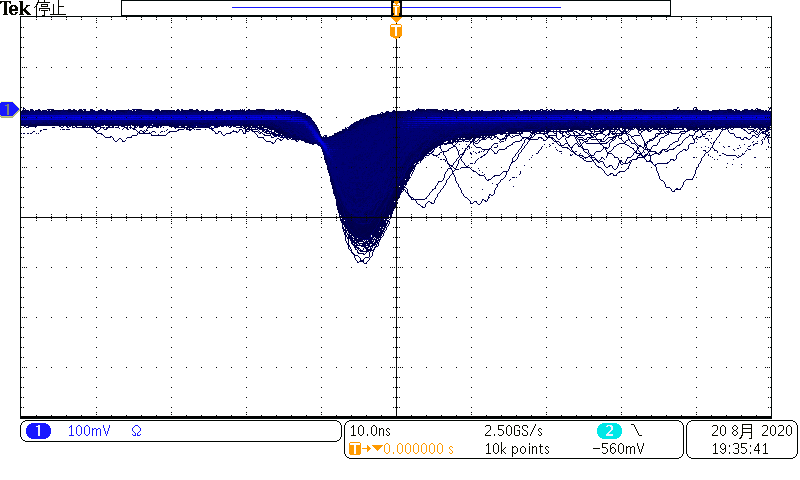 Tek 停止
T
T
1
1 100mV Ω
10.0ns 2.50GS/s 2
T→▼0.000000 s 10k points −560mV
20 8月 2020
19:35:41